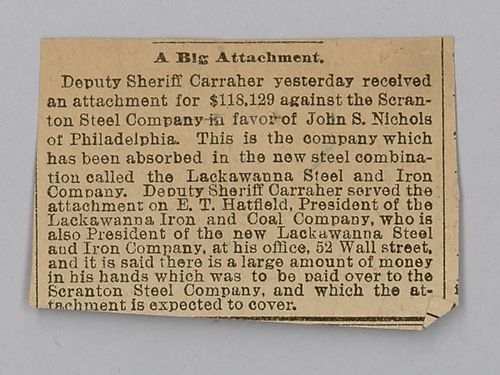 A Big Attachment.
Deputy Sheriff Carraher yesterday received
an attachment for $118,129 against the Scran-
ton Steel Company in favor of John S. Nichols
of Philadelphia. This is the company which
has been absorbed in the new steel combina-
tion called the Lackawanna Steel and Iron
Company. Deputy Sheriff Carraher served the
attachment on E. T. Hatfield, President of the
Lackawanna Iron and Coal Company, who is
also President of the new Lackawanna Steel
and Iron Company, at his office, 52 Wall street,
and it is said there is a large amount of money
in his hands which was to be paid over to the
Scranton Steel Company, and which the at-
tachment is expected to cover.